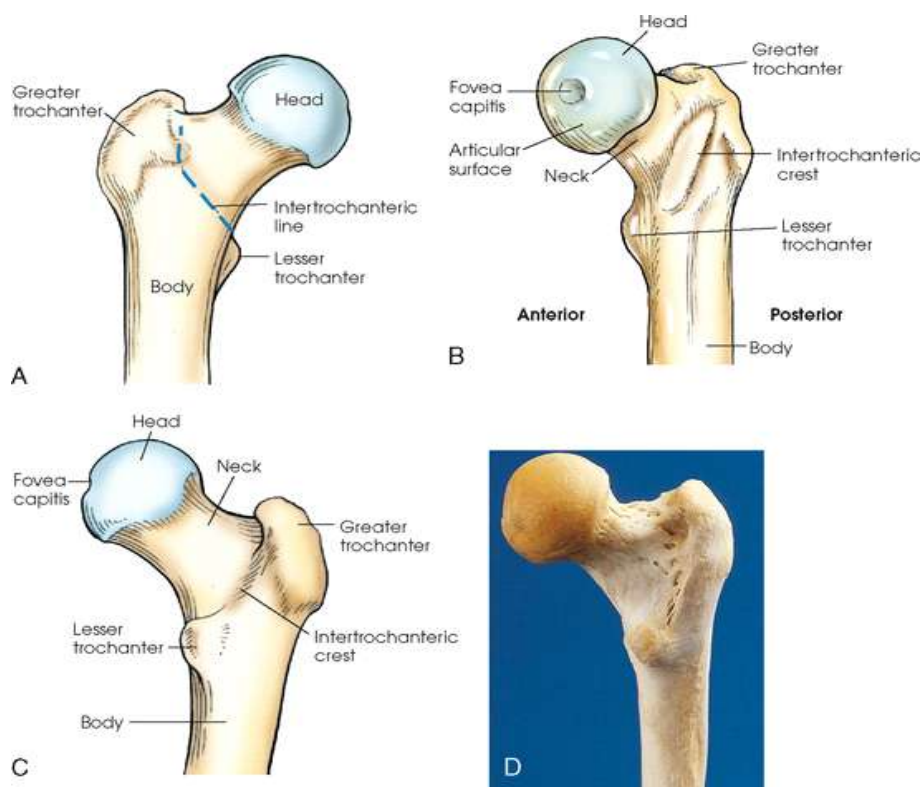 Greater
trochanter
Head
Intertrochanteric
line
Lesser
trochanter
Body
A
Head
Greater
trochanter
Fovea
capitis
Articular
surface
Neck
Intertrochanteric
crest
Lesser
trochanter
Anterior
Posterior
Body
B
Head
Neck
Fovea
capitis
Greater
trochanter
Lesser
trochanter
Intertrochanteric
crest
Body
C
D